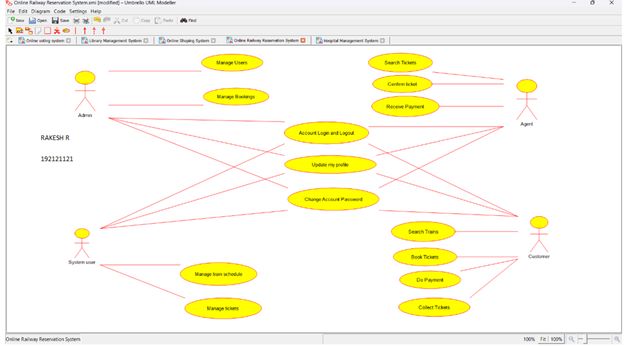 Online Railway Reservation System.xmi [modified] – Umbrello UML Modeller
File Edit Diagram Code Settings Help
New Open Save Cut Copy Paste Find
Online voting system Library Management System Online Shoping System Online Railway Reservation System Hospital Management System
Manage Users
Search Tickets
Confirm ticket
Manage Bookings
Receive Payment
Admin
Agent
Account Login and Logout
RAKESH R
192121121
Update my profile
Change Account Password
Search Trains
System user
Customer
Book Tickets
Manage train schedule
Do Payment
Manage tickets
Collect Tickets
Online Railway Reservation System
100% Fit 100%